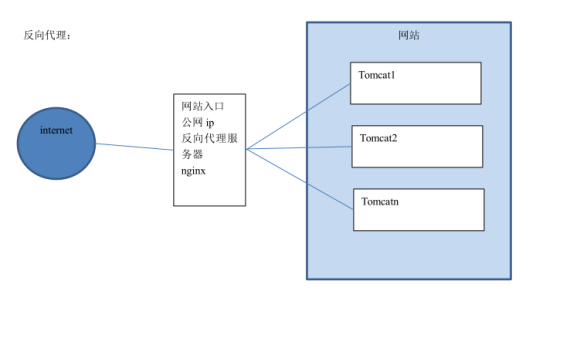 反向代理:
网站
internet
网站入口
公网 ip
反向代理服
务器
nginx
Tomcat1
Tomcat2
Tomcatn